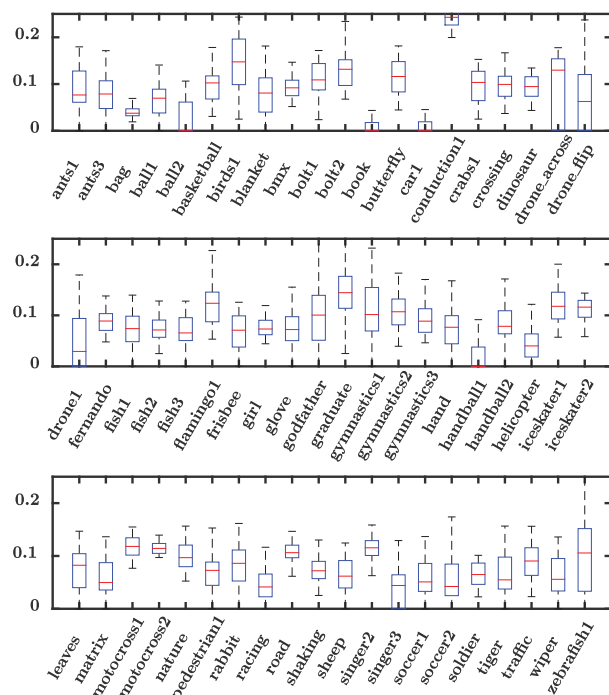 0.2
0.1
0
ants1
ants3
bag
ball1
ball2
basketball
birds1
blanket
bmx
bolt1
bolt2
book
butterfly
car1
conduction1
crabs1
crossing
dinosaur
drone_across
drone_flip
0.2
0.1
0
drone1
fernando
fish1
fish2
fish3
flamingo1
frisbee
girl
glove
godfather
graduate
gymnastics1
gymnastics2
gymnastics3
hand
handball1
handball2
helicopter
iceskater1
iceskater2
0.2
0.1
0
leaves
matrix
motocross1
motocross2
nature
pedestrian1
rabbit
racing
road
shaking
sheep
singer2
singer3
soccer1
soccer2
soldier
tiger
traffic
wiper
zebrafish1